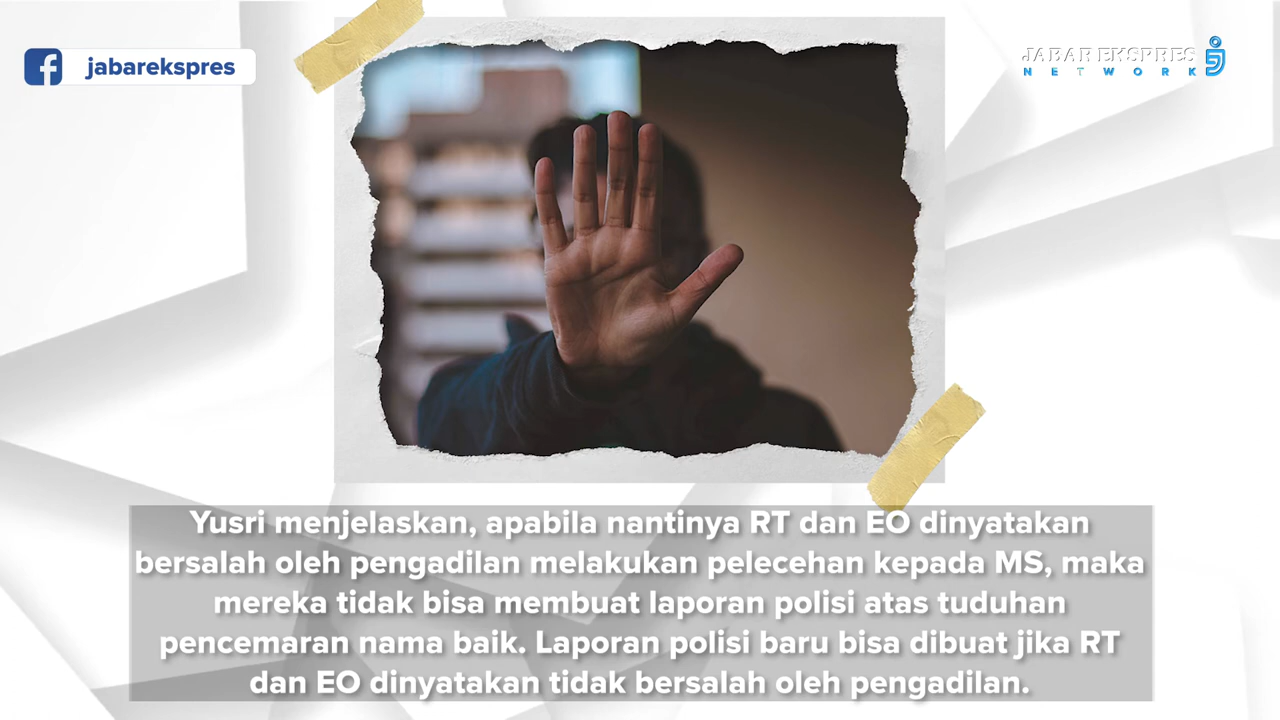 jabarekspres
JABAR EKSPRES
NETWORK
Yusri menjelaskan, apabila nantinya RT dan EO dinyatakan
bersalah oleh pengadilan melakukan pelecehan kepada MS, maka
mereka tidak bisa membuat laporan polisi atas tuduhan
pencemaran nama baik. Laporan polisi baru bisa dibuat jika RT
dan EO dinyatakan tidak bersalah oleh pengadilan.